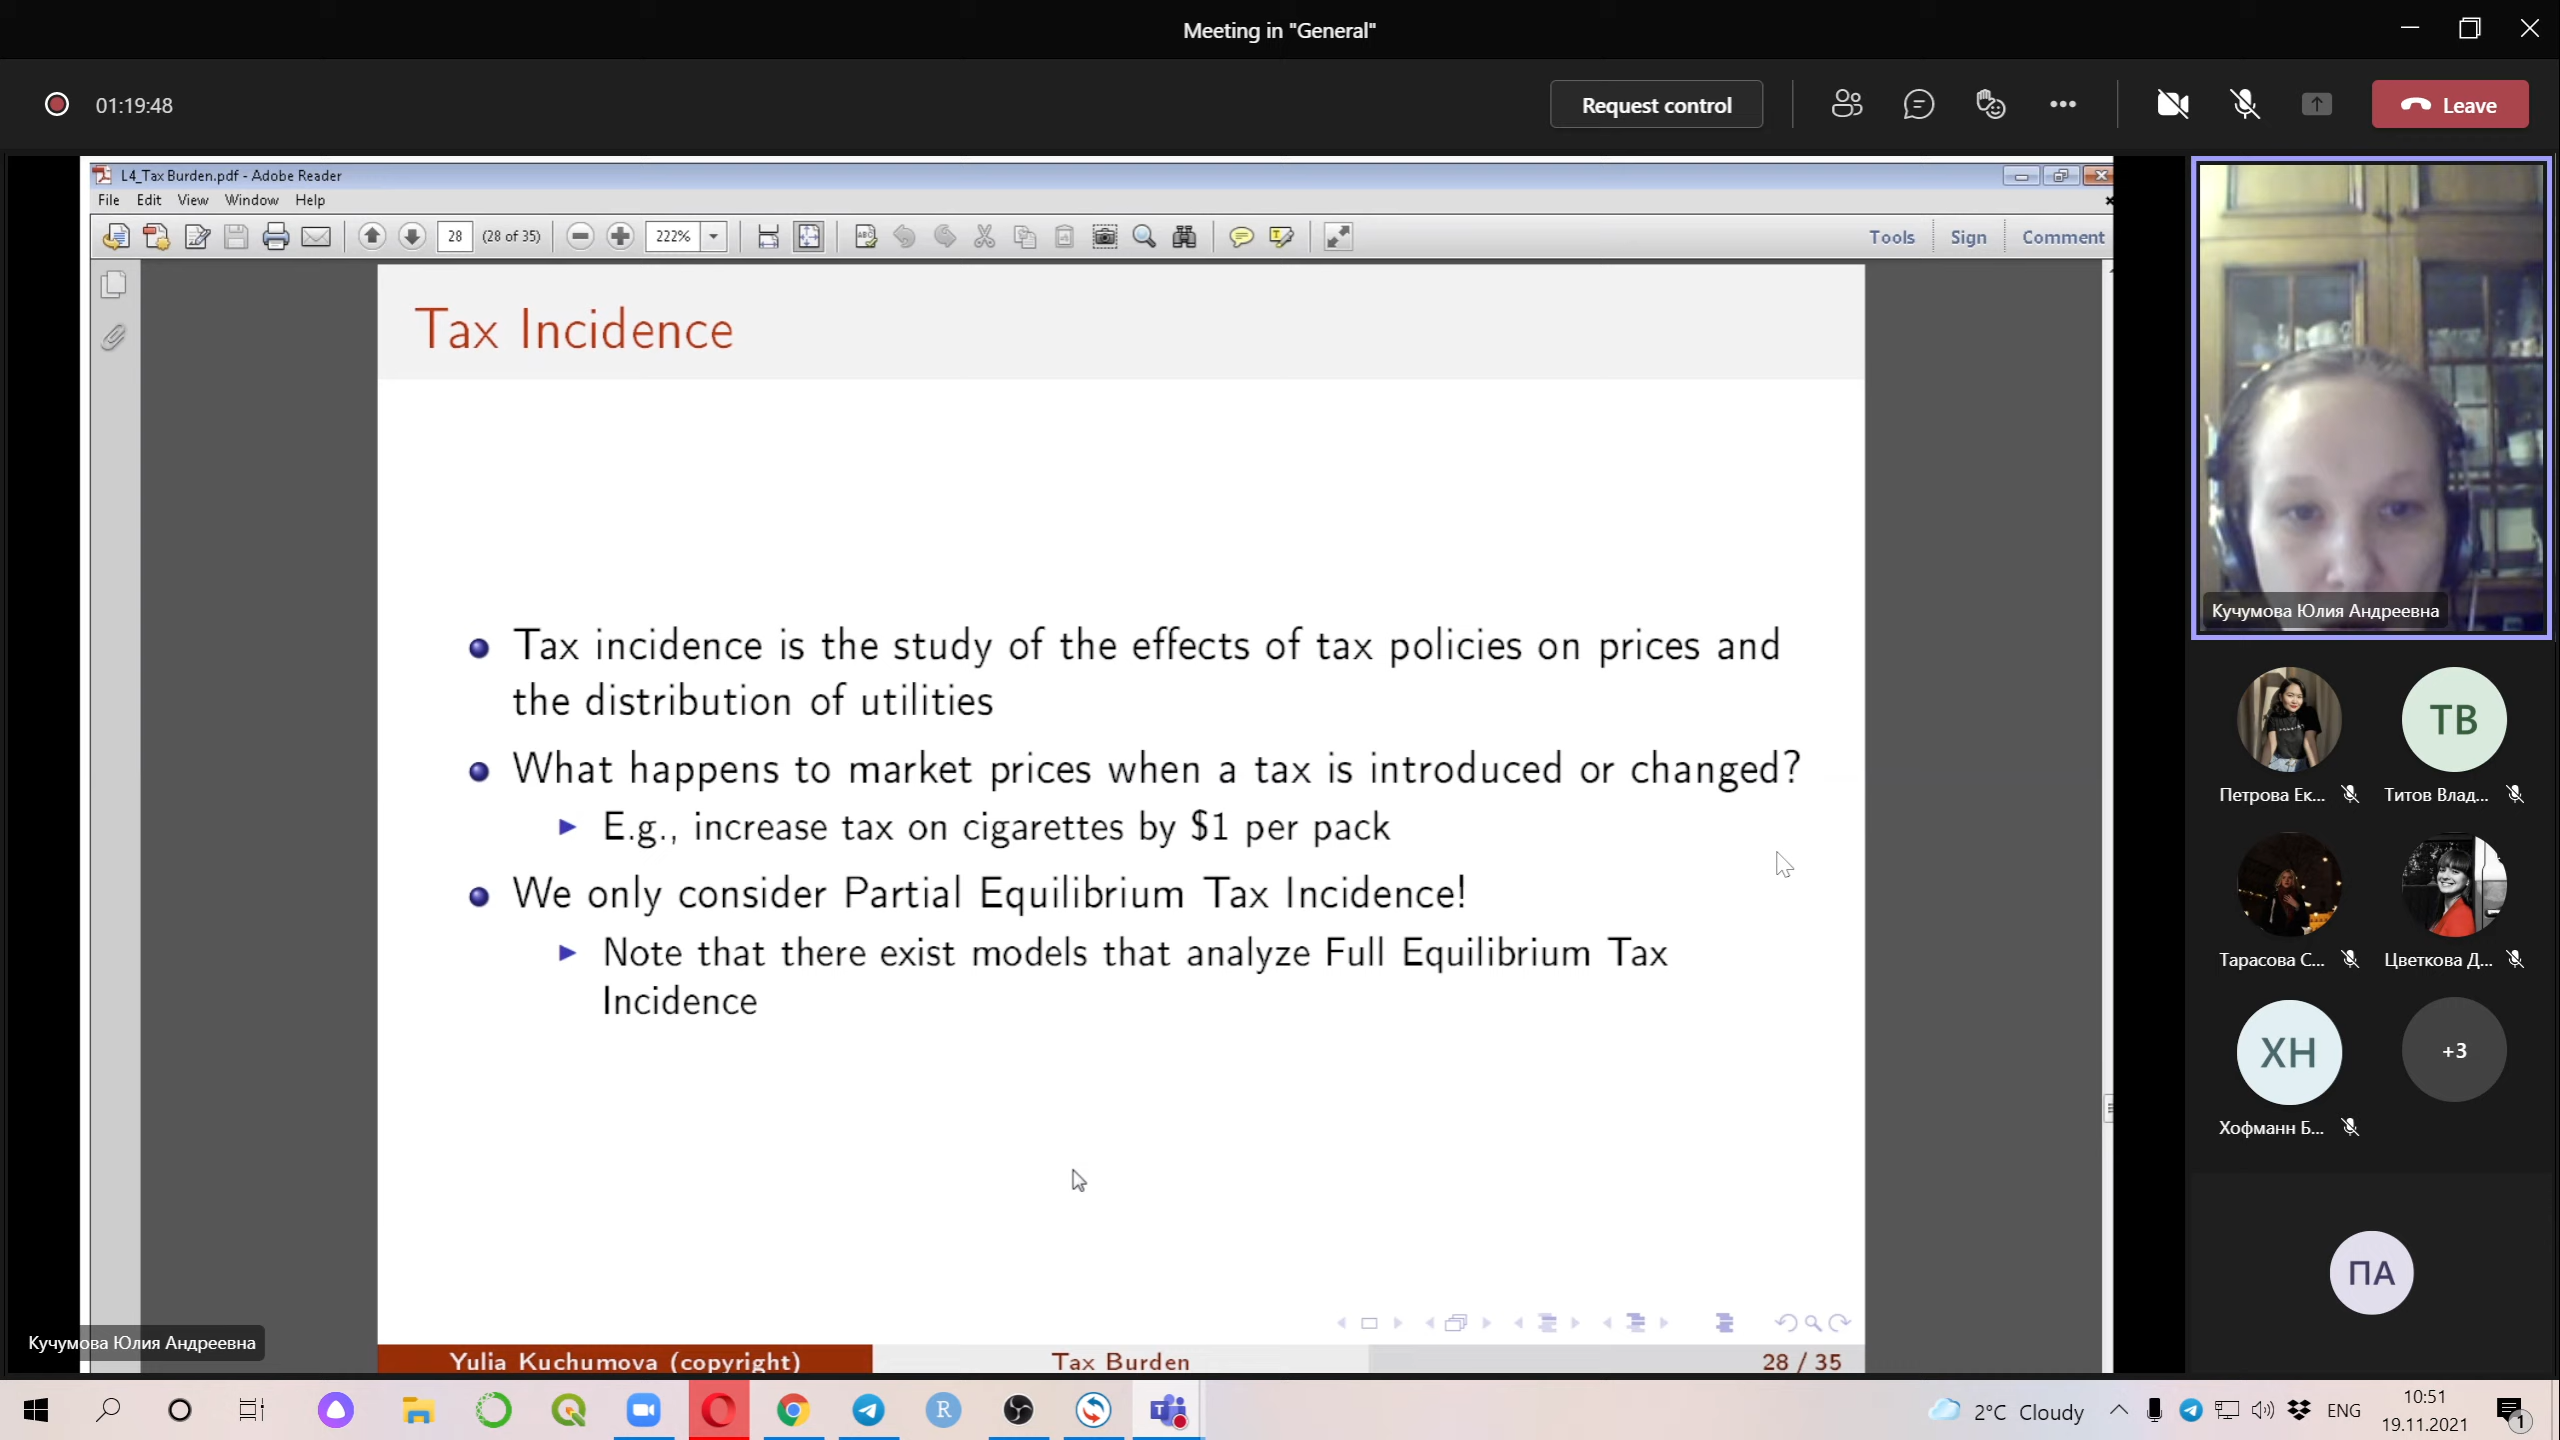 Meeting in "General"
01:19:48
Request control
Leave
L4_Tax Burden.pdf - Adobe Reader
File Edit View Window Help
28 (28 of 35) 222% Tools Sign Comment
Tax Incidence
Tax incidence is the study of the effects of tax policies on prices and
the distribution of utilities
What happens to market prices when a tax is introduced or changed?
E.g., increase tax on cigarettes by $1 per pack
We only consider Partial Equilibrium Tax Incidence!
Note that there exist models that analyze Full Equilibrium Tax
Incidence
Yulia Kuchumova (copyright) Tax Burden 28 / 35
Кучумова Юлия Андреевна
Кучумова Юлия Андреевна
ТВ
Петрова Ек... Титов Влад...
Тарасова С... Цветкова Д...
ХН +3
Хофманн Б...
ПА
2°C Cloudy ENG 10:51
19.11.2021
1